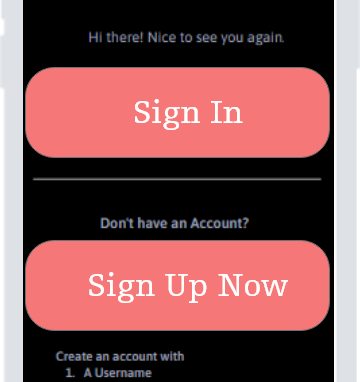 Hi there! Nice to see you again.
Sign In
Don't have an Account?
Sign Up Now
Create an account with
1. A Username